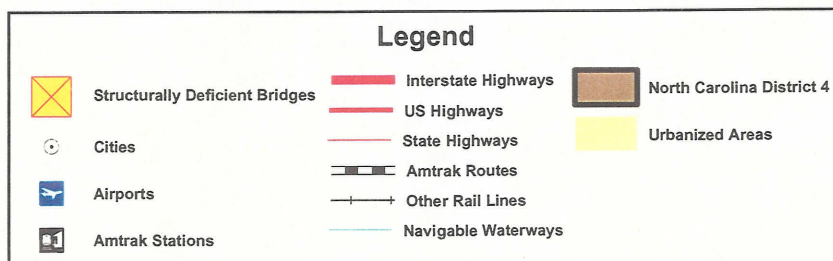 Legend
Structurally Deficient Bridges
Cities
Airports
Amtrak Stations
Interstate Highways
US Highways
State Highways
Amtrak Routes
Other Rail Lines
Navigable Waterways
North Carolina District 4
Urbanized Areas